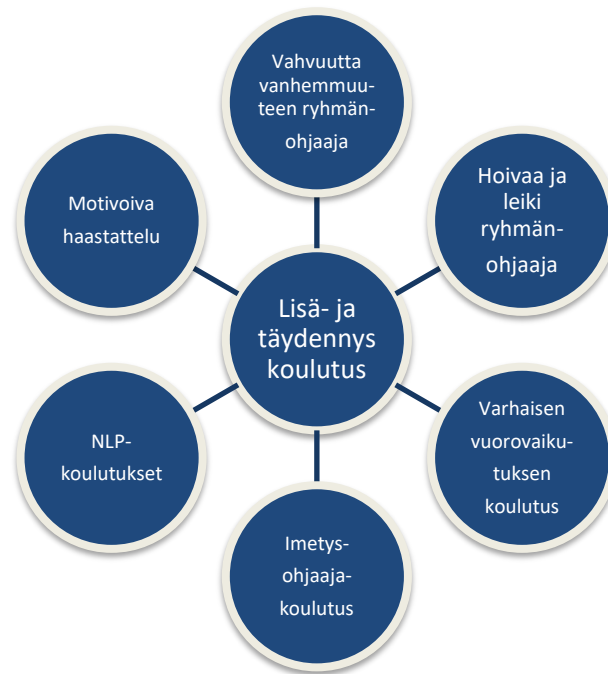 Vahvuutta
vanhemmuu-
teen ryhmän-
ohjaaja
Hoivaa ja
leiki
ryhmän-
ohjaaja
Motivoiva
haastattelu
Lisä- ja
täydennys
koulutus
NLP-
koulutukset
Varhaisen
vuorovaiku-
tuksen
koulutus
Imetys-
ohjaaja-
koulutus